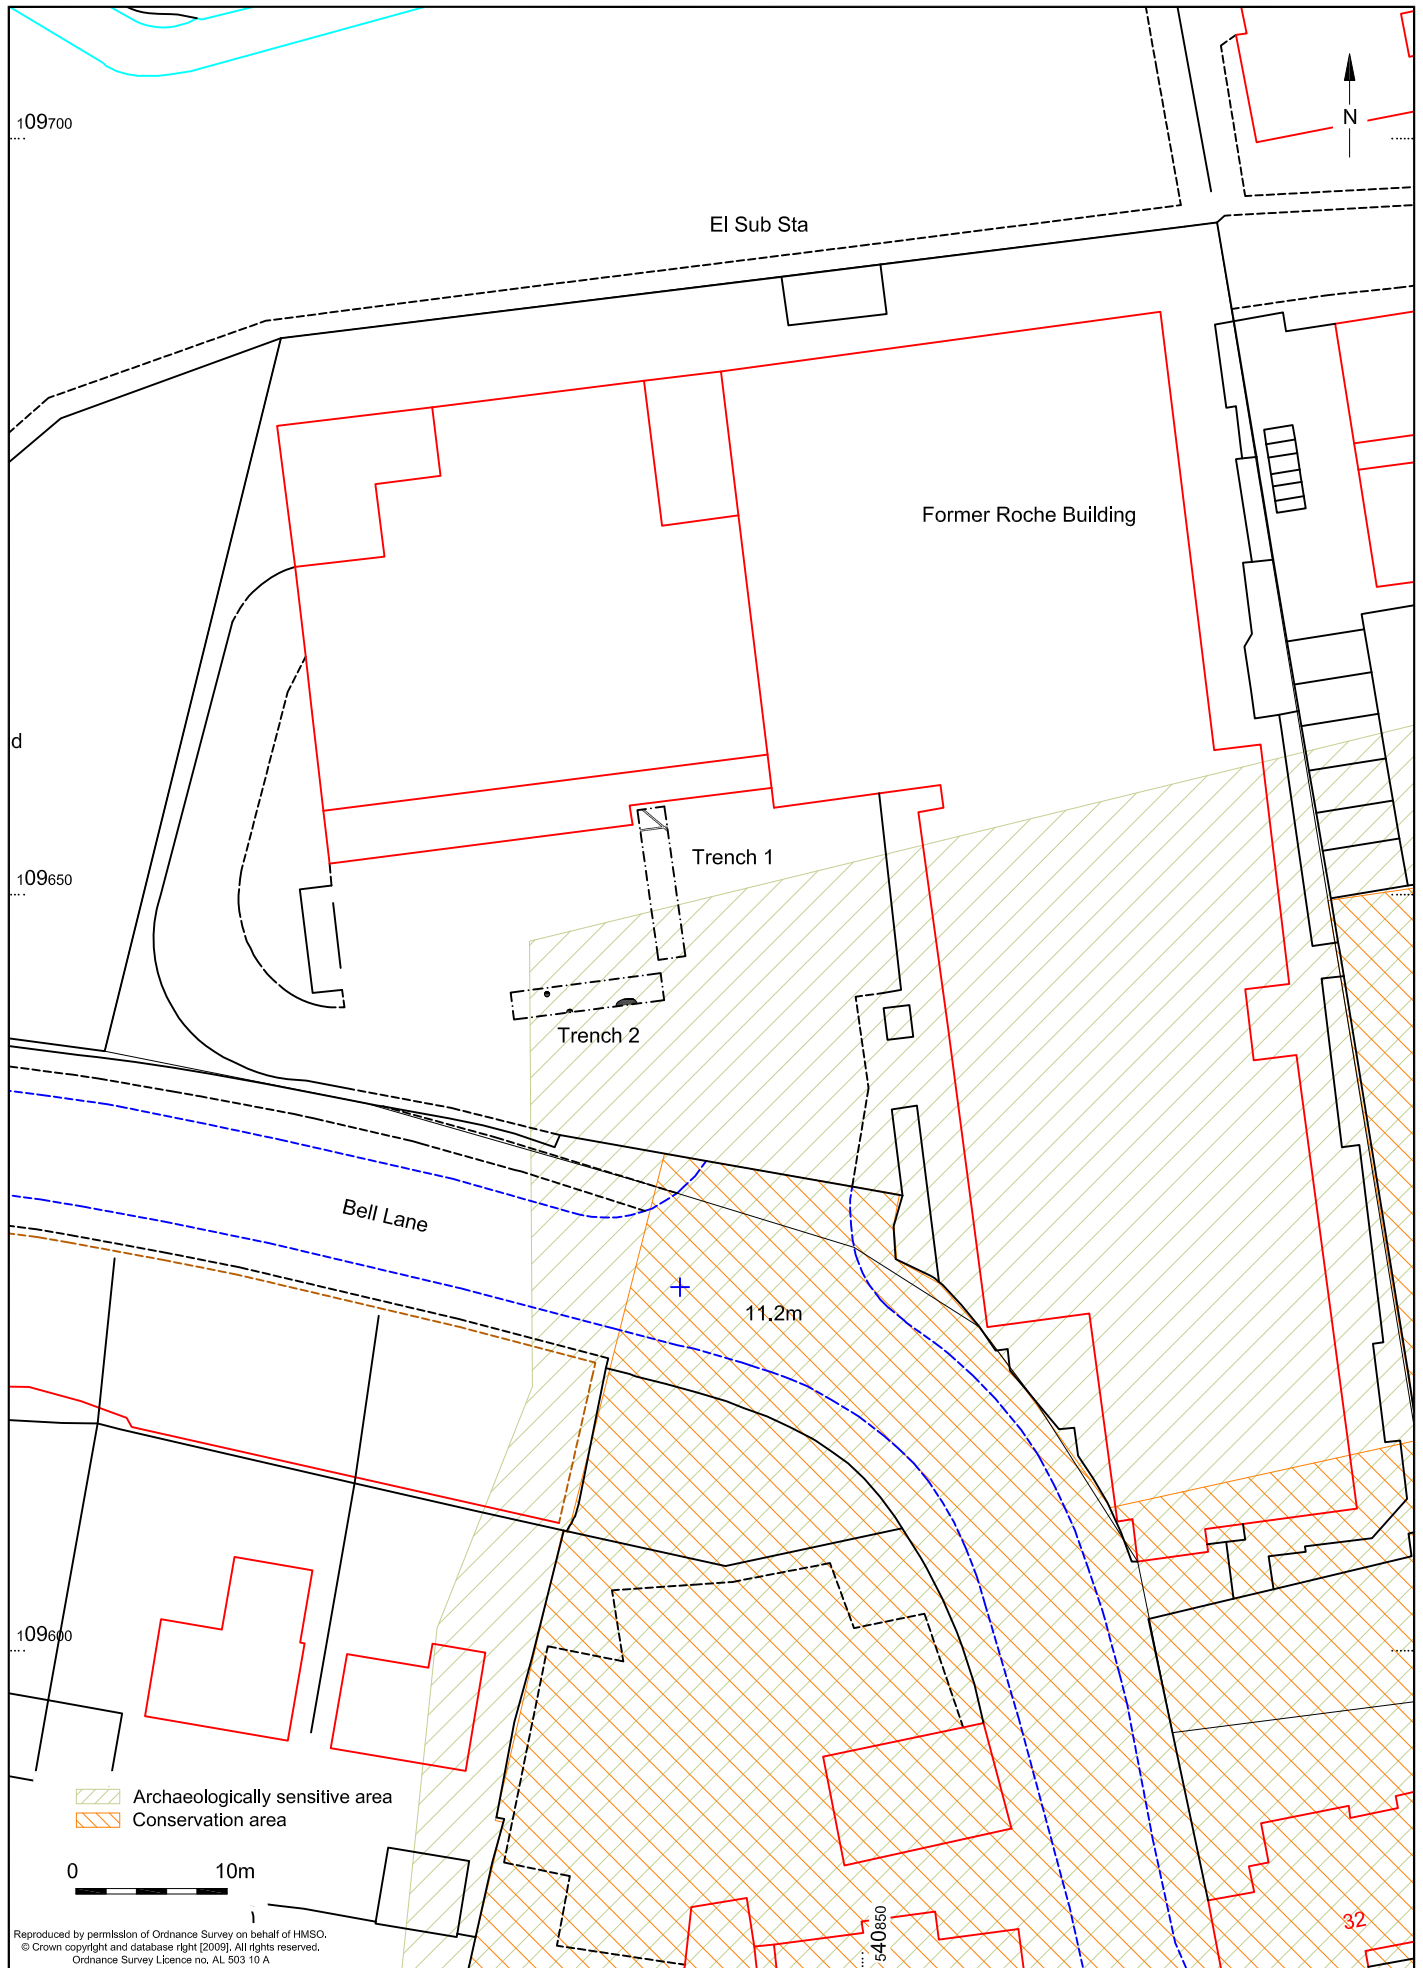 109700
N
El Sub Sta
Former Roche Building
d
Trench 1
109650
Trench 2
Bell Lane
11.2m
109600
Archaeologically sensitive area
Conservation area
0 10m
540850
32
Reproduced by permission of Ordnance Survey on behalf of HMSO.
© Crown copyright and database right [2009]. All rights reserved.
Ordnance Survey Licence no. AL 503 10 A